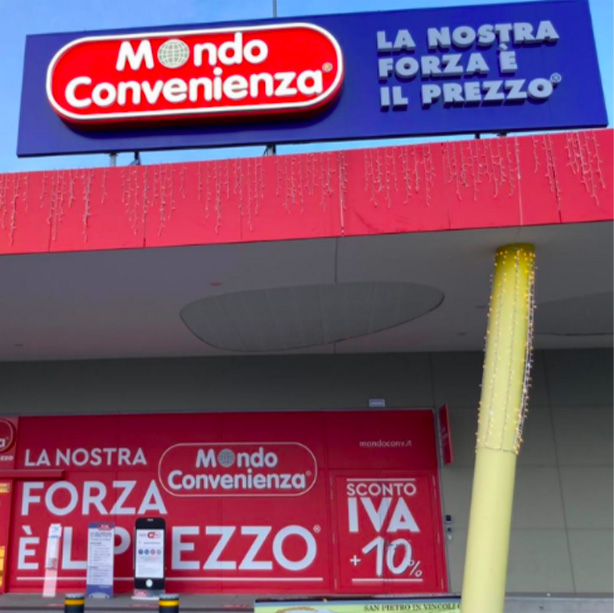 Mondo
Convenienza®
LA NOSTRA
FORZA È
IL PREZZO®
LA NOSTRA
FORZA
È IL PREZZO®
Mondo
Convenienza®
mondoconv.it
SCONTO
IVA
+10%
SAN PIETRO IN VINCOLI